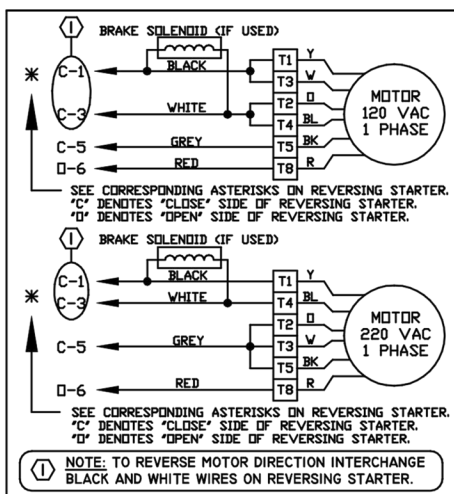 1 BRAKE SOLENOID (IF USED)
C-1 BLACK T1 Y
* T3 W
C-3 WHITE T2 O
T4 BL
C-5 GREY T5 BK
O-6 RED T8 R
MOTOR
120 VAC
1 PHASE
SEE CORRESPONDING ASTERISKS ON REVERSING STARTER.
"C" DENOTES "CLOSE" SIDE OF REVERSING STARTER.
"O" DENOTES "OPEN" SIDE OF REVERSING STARTER.
1 BRAKE SOLENOID (IF USED)
C-1 BLACK T1 Y
* C-3 WHITE T4 BL
T2 O
C-5 GREY T3 W
T5 BK
O-6 RED T8 R
MOTOR
220 VAC
1 PHASE
SEE CORRESPONDING ASTERISKS ON REVERSING STARTER.
"C" DENOTES "CLOSE" SIDE OF REVERSING STARTER.
"O" DENOTES "OPEN" SIDE OF REVERSING STARTER.
1 NOTE: TO REVERSE MOTOR DIRECTION INTERCHANGE
BLACK AND WHITE WIRES ON REVERSING STARTER.